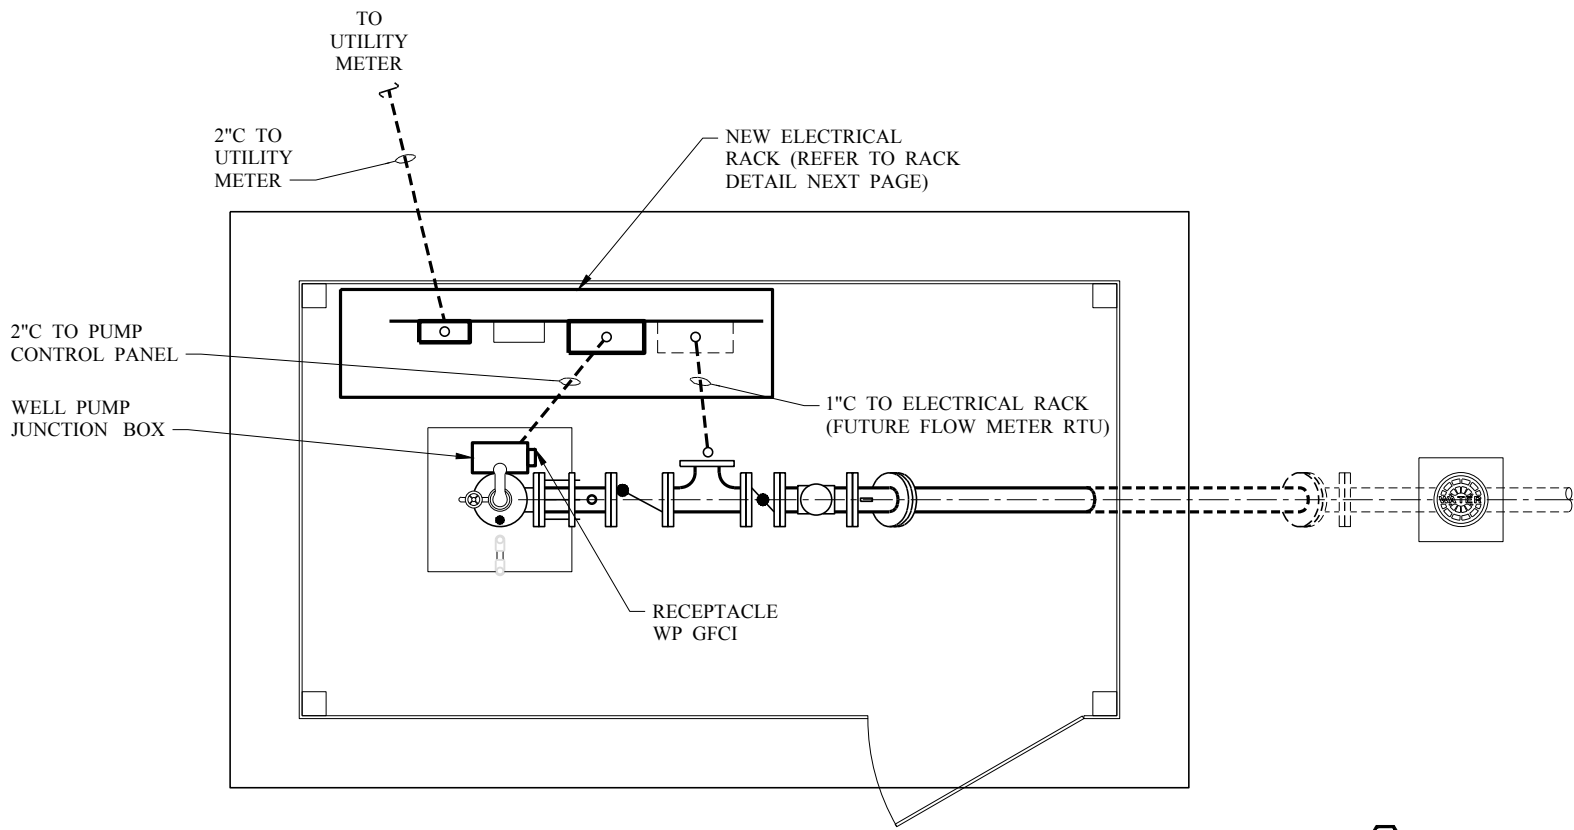 TO
UTILITY
METER
2"C TO
UTILITY
METER
NEW ELECTRICAL
RACK (REFER TO RACK
DETAIL NEXT PAGE)
2"C TO PUMP
CONTROL PANEL
WELL PUMP
JUNCTION BOX
1"C TO ELECTRICAL RACK
(FUTURE FLOW METER RTU)
WATER
RECEPTACLE
WP GFCI